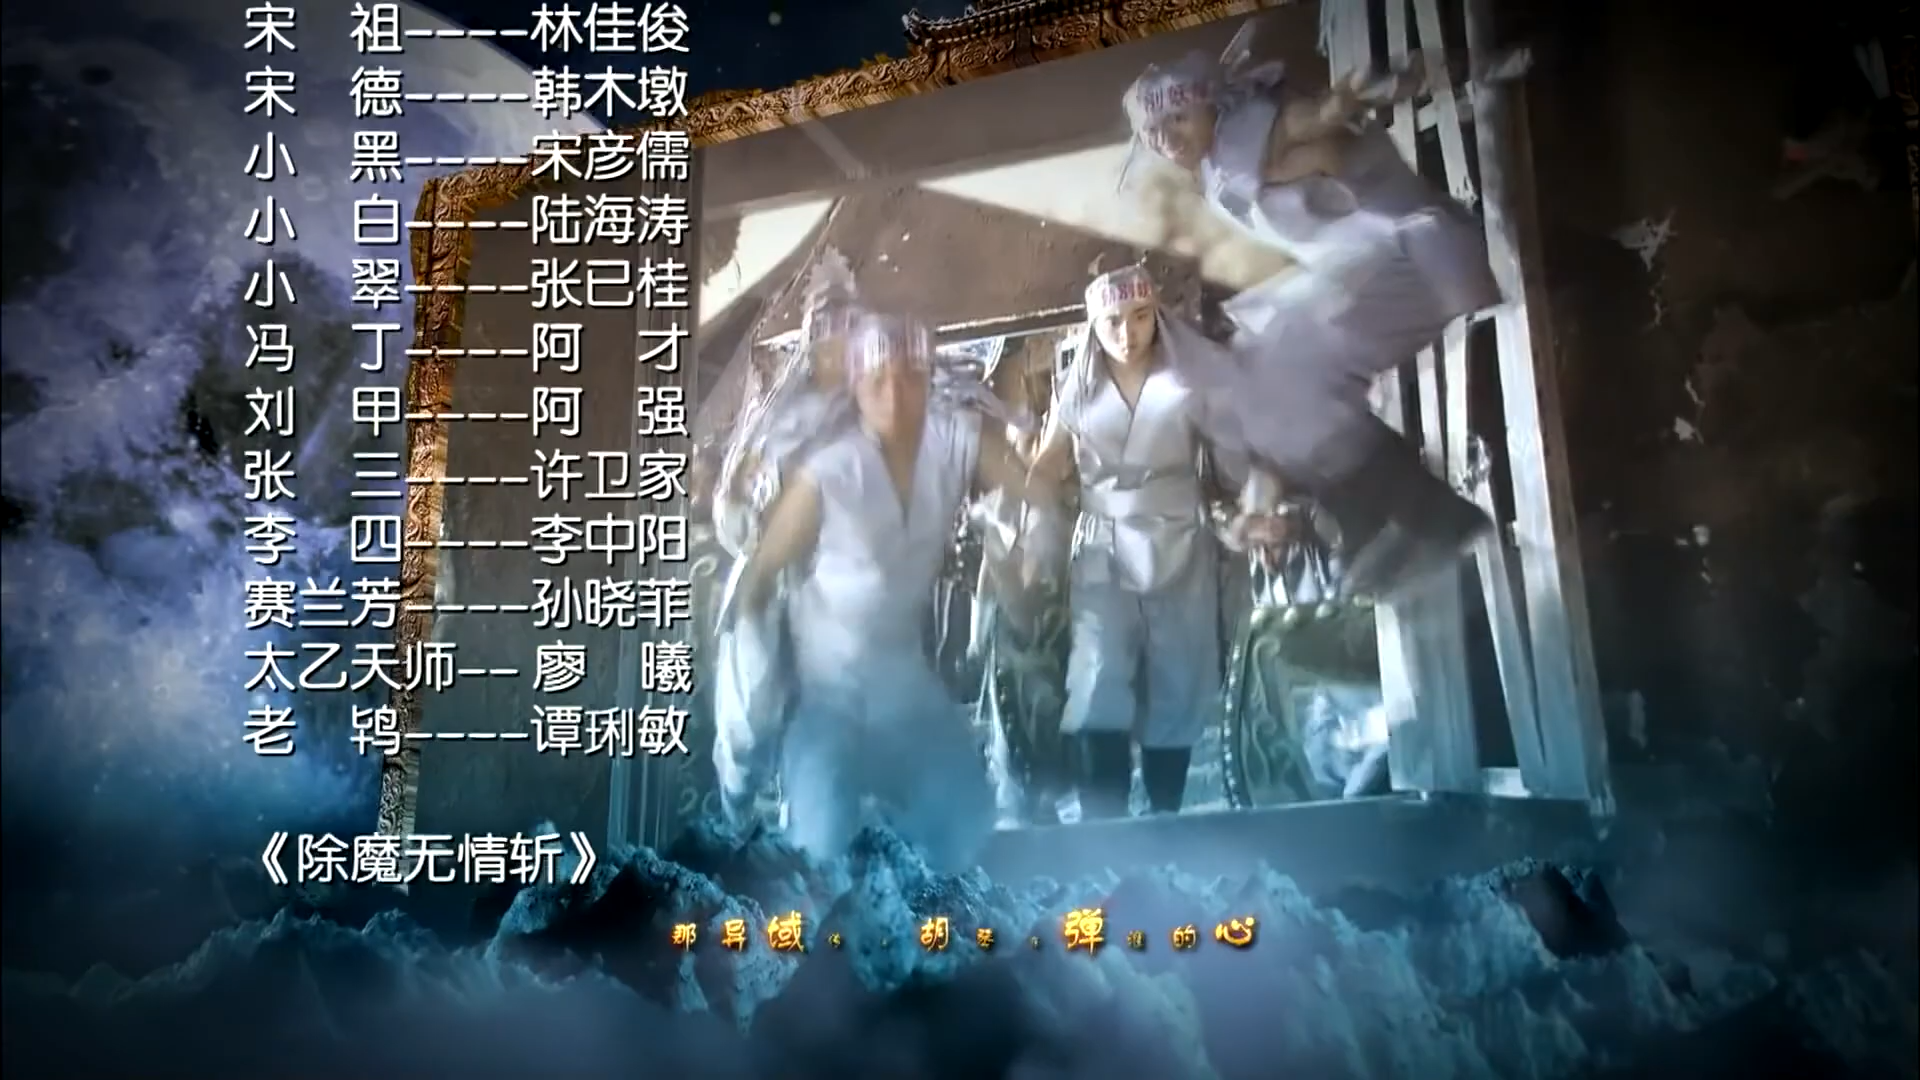 宋　祖----林佳俊
宋　德----韩木墩
小　黑----宋彦儒
小　白----陆海涛
小　翠----张已桂
冯　丁----阿　才
刘　甲----阿　强
张　三----许卫家
李　四----李中阳
赛兰芳----孙晓菲
太乙天师-- 廖　曦
老　鸨----谭琍敏
《除魔无情斩》
那异域传 胡琴 弹谁的心